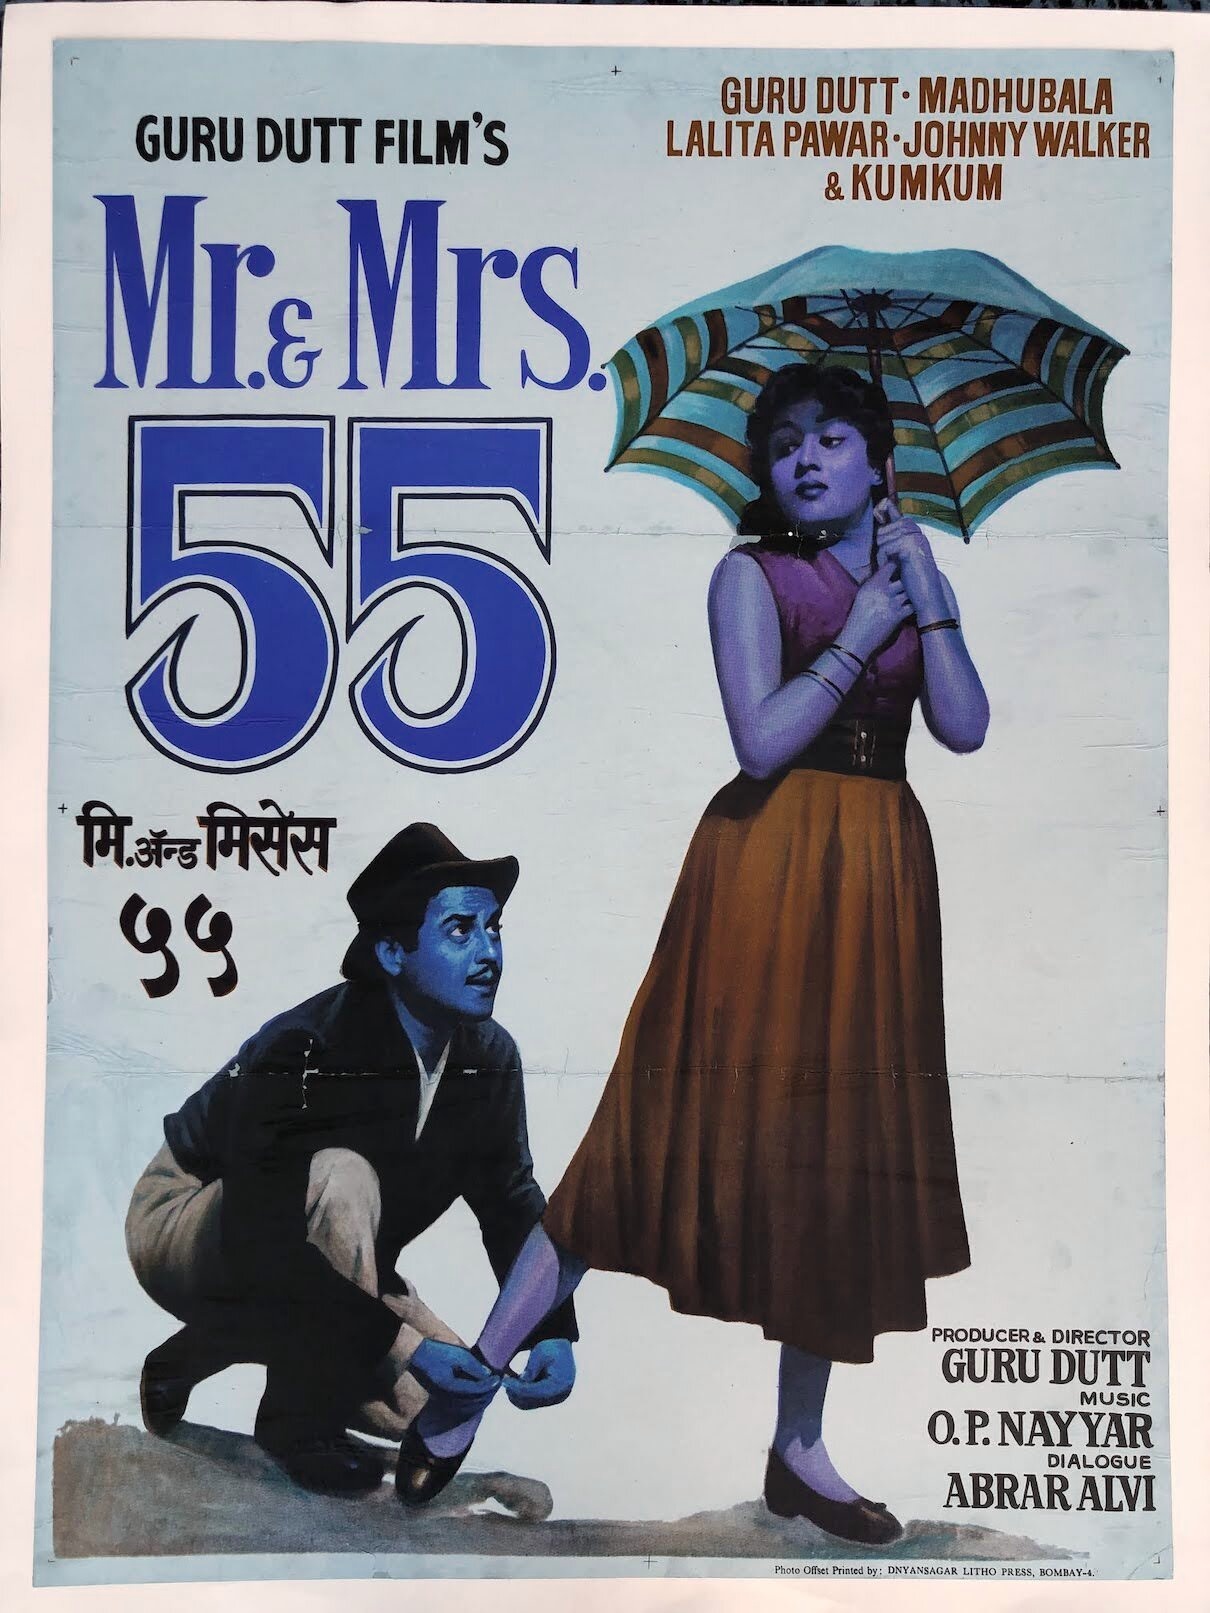 GURU DUTT FILM'S
Mr. & Mrs.
55
मि. ॲन्ड मिसेंस
५५
GURU DUTT · MADHUBALA
LALITA PAWAR · JOHNNY WALKER
& KUMKUM
PRODUCER & DIRECTOR
GURU DUTT
MUSIC
O.P. NAYYAR
DIALOGUE
ABRAR ALVI
Photo Offset Printed by: DNYANSAGAR LITHO PRESS, BOMBAY-4.